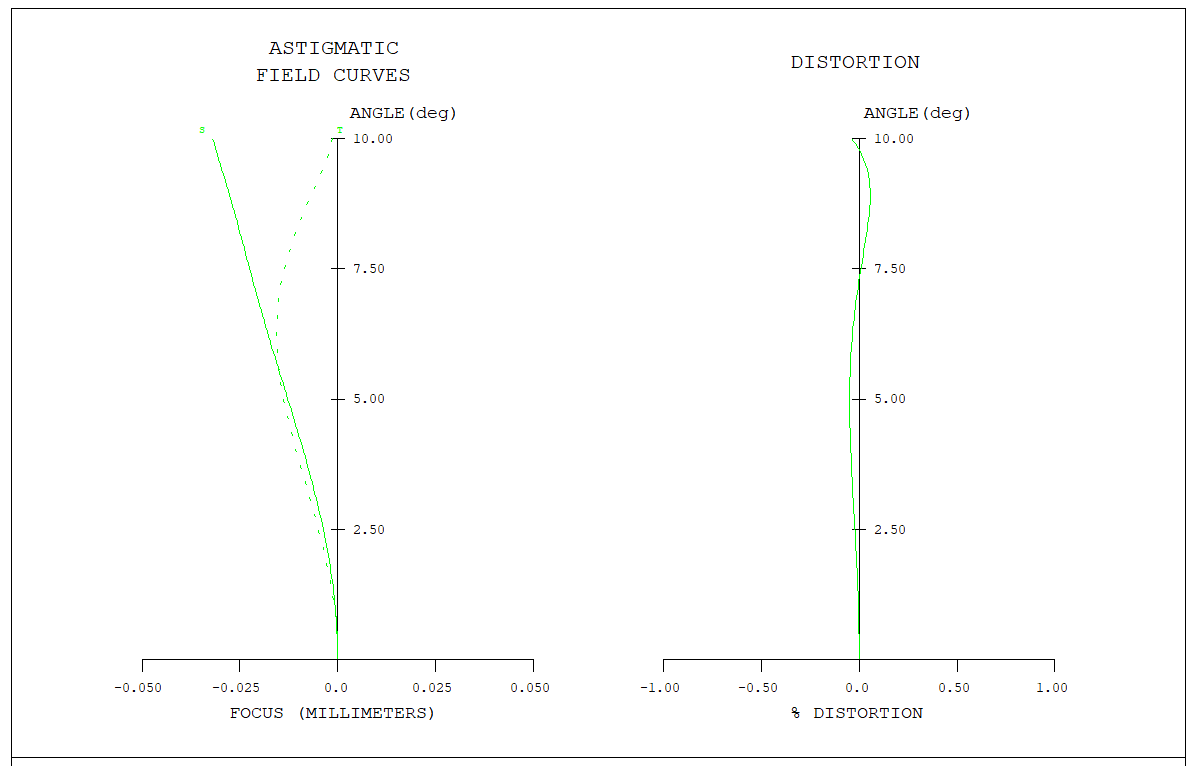 ASTIGMATIC
FIELD CURVES
ANGLE(deg)
S
T
10.00
7.50
5.00
2.50
-0.050
-0.025
0.0
0.025
0.050
FOCUS (MILLIMETERS)
DISTORTION
ANGLE(deg)
10.00
7.50
5.00
2.50
-1.00
-0.50
0.0
0.50
1.00
% DISTORTION